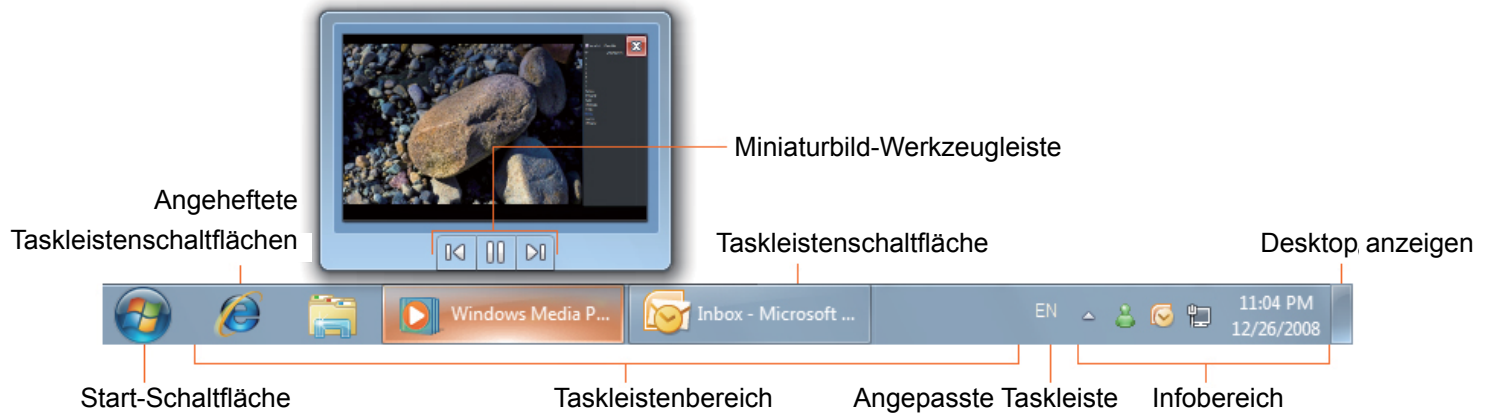 Miniaturbild-Werkzeugleiste
Angeheftete
Taskleistenschaltflächen
Taskleistenschaltfläche
Desktop anzeigen
Windows Media P...
Inbox - Microsoft ...
EN
11:04 PM
12/26/2008
Start-Schaltfläche
Taskleistenbereich
Angepasste Taskleiste
Infobereich